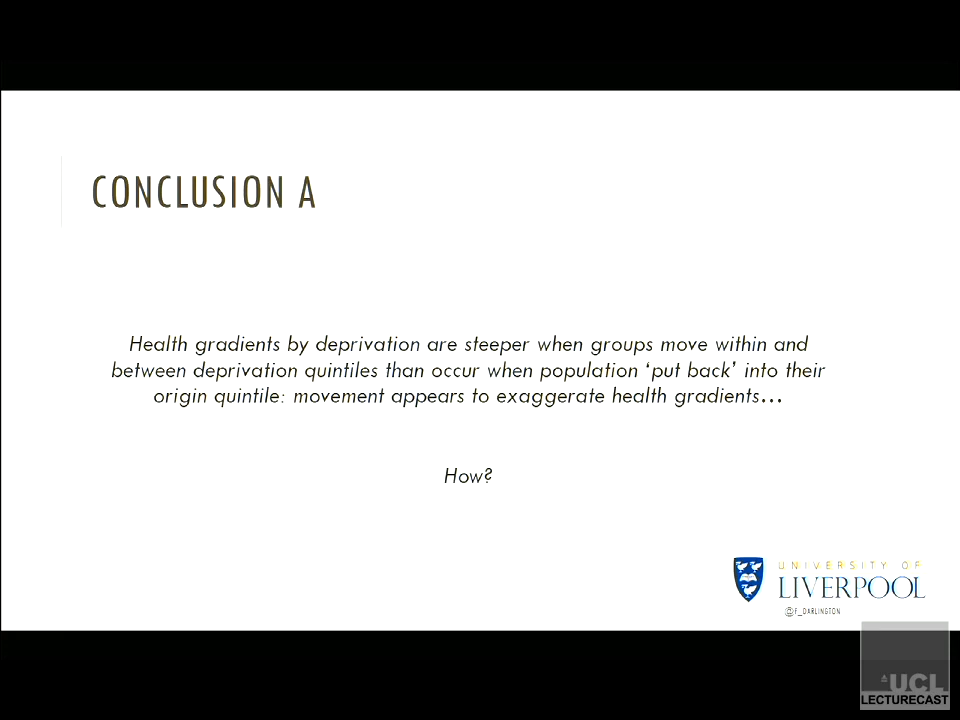 CONCLUSION A
Health gradients by deprivation are steeper when groups move within and
between deprivation quintiles than occur when population ‘put back’ into their
origin quintile: movement appears to exaggerate health gradients...
How?
UNIVERSITY OF
LIVERPOOL
@F_DARLINGTON
UCL
LECTURECAST